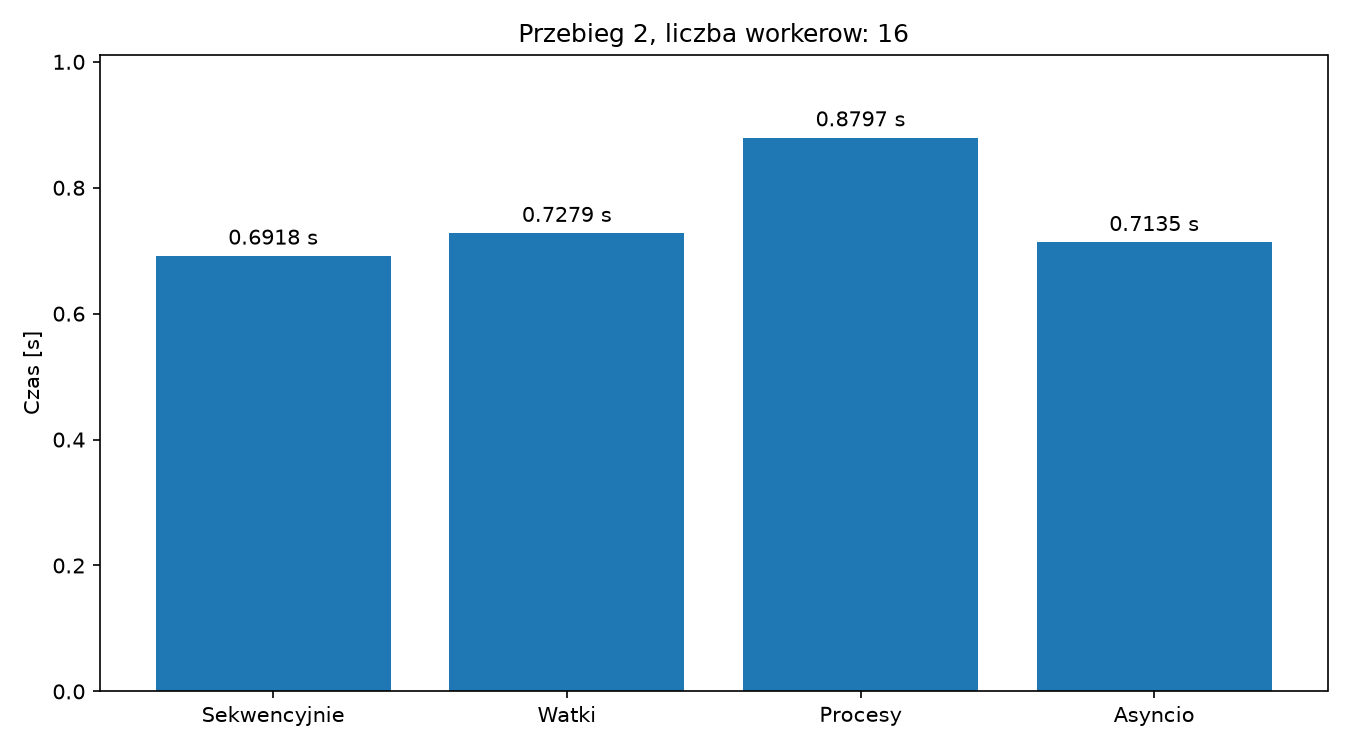 Przebieg 2, liczba workerow: 16
1.0
0.8
0.6
0.4
0.2
0.0
Czas [s]
0.6918 s
0.7279 s
0.8797 s
0.7135 s
Sekwencyjnie
Watki
Procesy
Asyncio